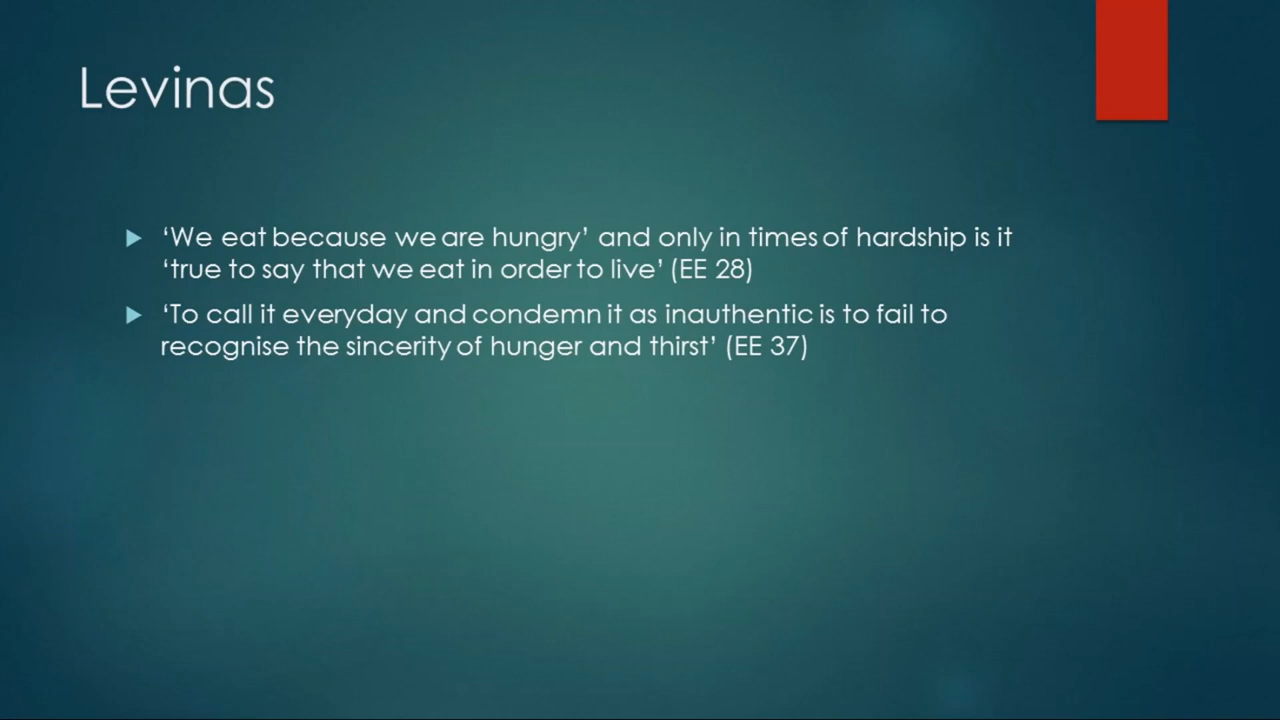 Levinas
‘We eat because we are hungry’ and only in times of hardship is it
‘true to say that we eat in order to live’ (EE 28)
‘To call it everyday and condemn it as inauthentic is to fail to
recognise the sincerity of hunger and thirst’ (EE 37)